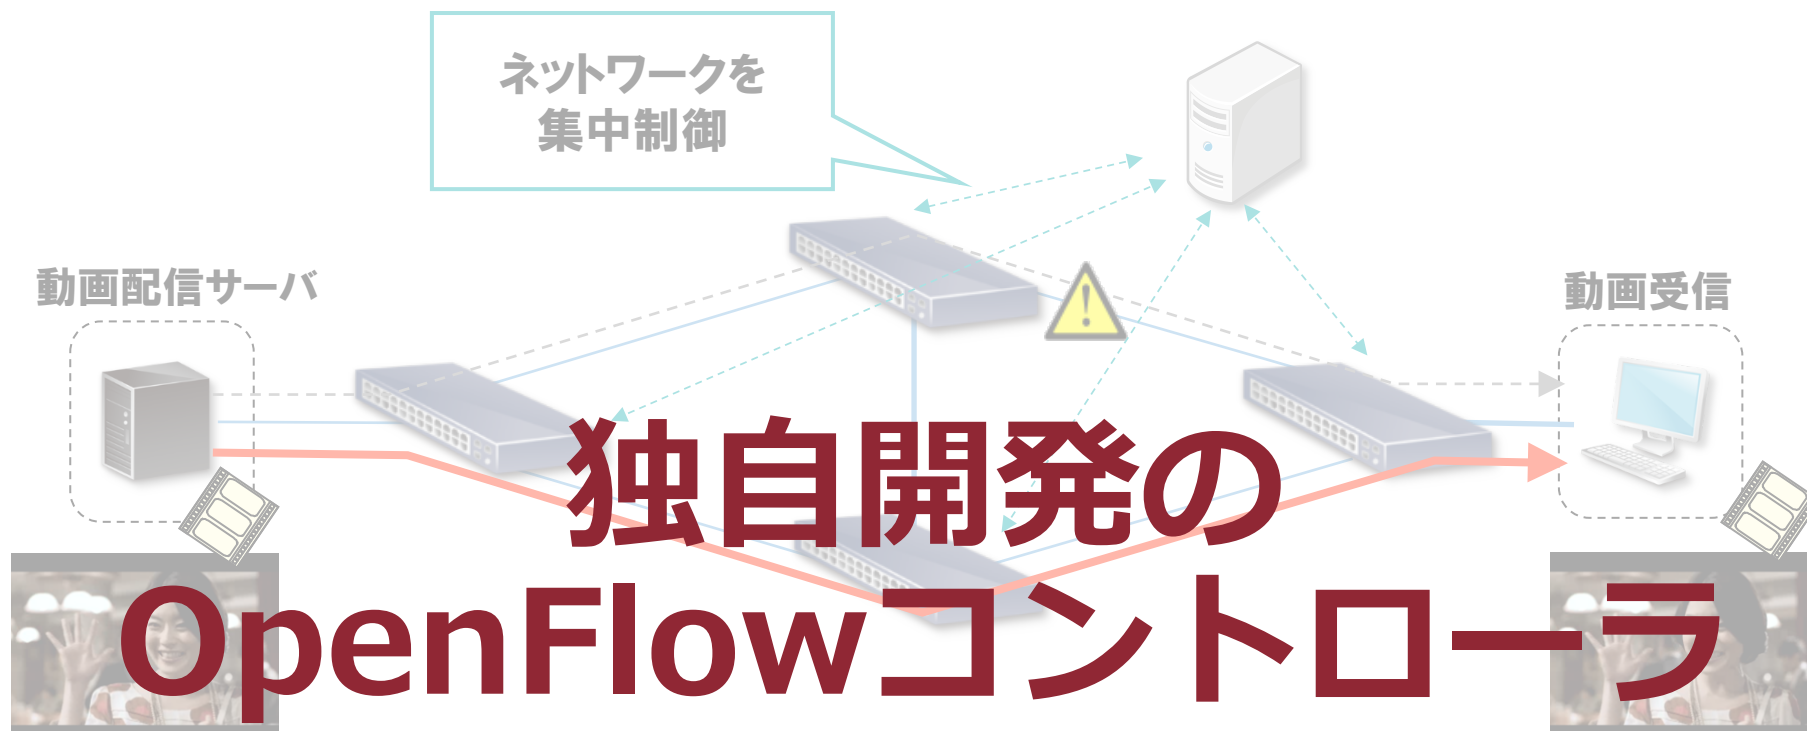 ネットワークを
集中制御
動画配信サーバ
動画受信
独自開発の
OpenFlowコントローラ